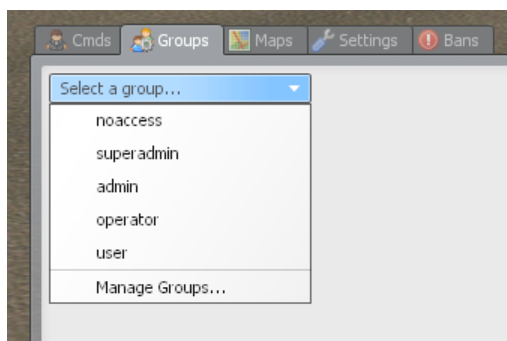 Cmds Groups Maps Settings Bans
Select a group...
noaccess
superadmin
admin
operator
user
Manage Groups...